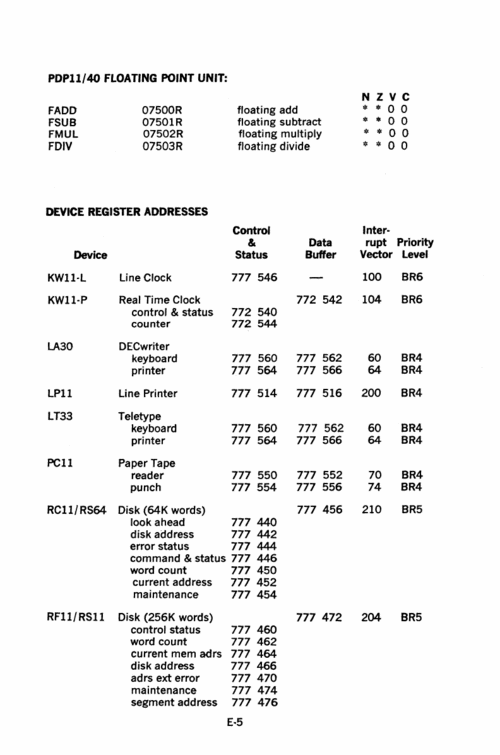 PDP11/40 FLOATING POINT UNIT:
N Z V C
FADD 07500R floating add * * 0 0
FSUB 07501R floating subtract * * 0 0
FMUL 07502R floating multiply * * 0 0
FDIV 07503R floating divide * * 0 0
DEVICE REGISTER ADDRESSES
Control Inter-
& Data rupt Priority
Device Status Buffer Vector Level
KW11-L Line Clock 777 546 — 100 BR6
KW11-P Real Time Clock 772 542 104 BR6
control & status 772 540
counter 772 544
LA30 DECwriter
keyboard 777 560 777 562 60 BR4
printer 777 564 777 566 64 BR4
LP11 Line Printer 777 514 777 516 200 BR4
LT33 Teletype
keyboard 777 560 777 562 60 BR4
printer 777 564 777 566 64 BR4
PC11 Paper Tape
reader 777 550 777 552 70 BR4
punch 777 554 777 556 74 BR4
RC11/RS64 Disk (64K words) 777 456 210 BR5
look ahead 777 440
disk address 777 442
error status 777 444
command & status 777 446
word count 777 450
current address 777 452
maintenance 777 454
RF11/RS11 Disk (256K words) 777 472 204 BR5
control status 777 460
word count 777 462
current mem adrs 777 464
disk address 777 466
adrs ext error 777 470
maintenance 777 474
segment address 777 476
E-5